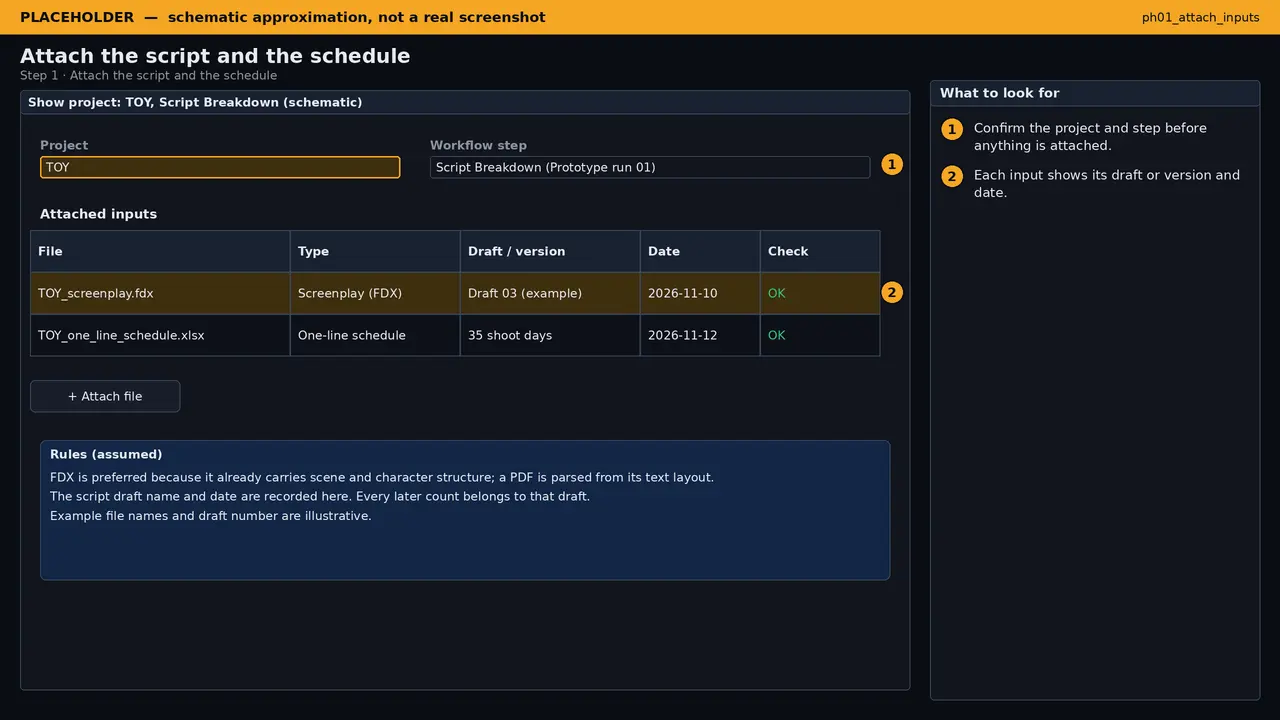 PLACEHOLDER — schematic approximation, not a real screenshot
ph01_attach_inputs
Attach the script and the schedule
Step 1 · Attach the script and the schedule
Show project: TOY, Script Breakdown (schematic)
Project
Workflow step
TOY
Script Breakdown (Prototype run 01)
1
Attached inputs
File Type Draft / version Date Check
TOY_screenplay.fdx Screenplay (FDX) Draft 03 (example) 2026-11-10 OK
2
TOY_one_line_schedule.xlsx One-line schedule 35 shoot days 2026-11-12 OK
+ Attach file
Rules (assumed)
FDX is preferred because it already carries scene and character structure; a PDF is parsed from its text layout.
The script draft name and date are recorded here. Every later count belongs to that draft.
Example file names and draft number are illustrative.
What to look for
1 Confirm the project and step before
anything is attached.
2 Each input shows its draft or version and
date.